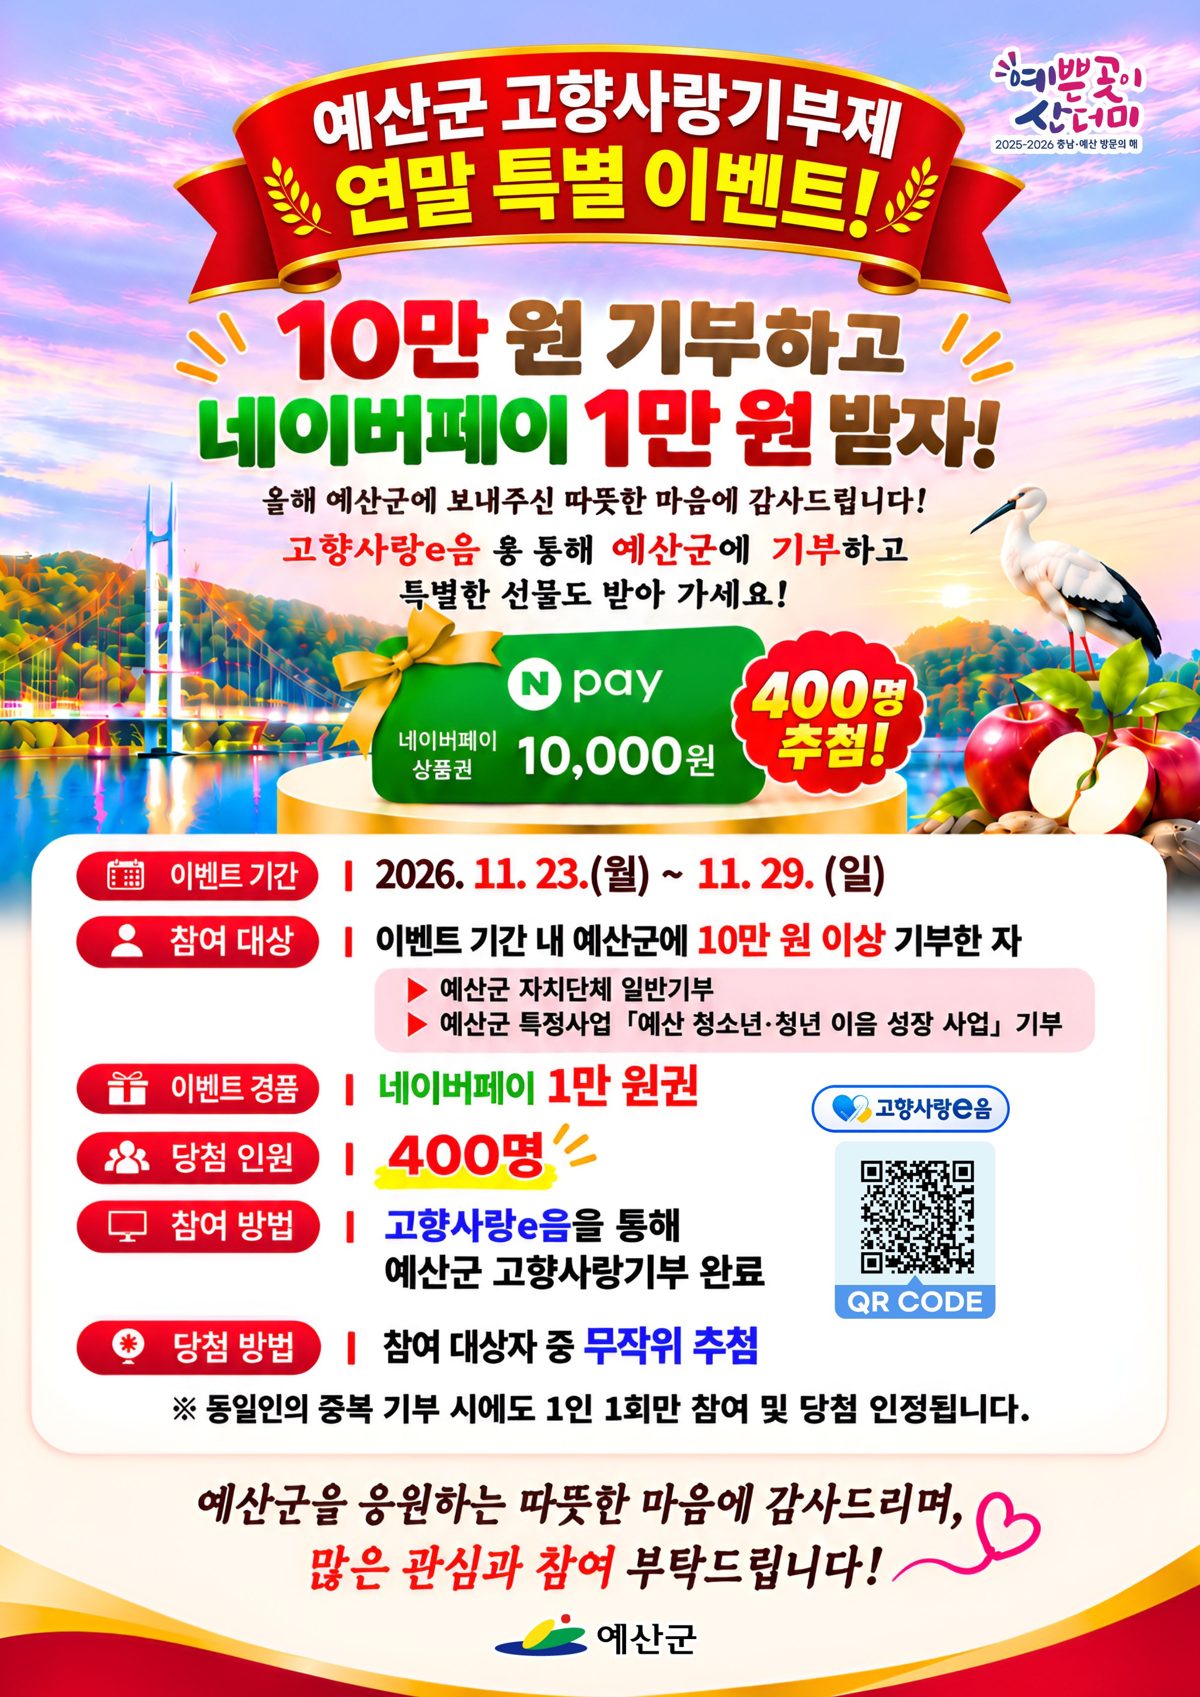 예쁜 곳이
산더미
2025-2026 충남·예산 방문의 해
예산군 고향사랑기부제
연말 특별 이벤트!
10만 원 기부하고
네이버페이 1만 원 받자!
올해 예산군에 보내주신 따뜻한 마음에 감사드립니다!
고향사랑e음 용 통해 예산군에 기부하고
특별한 선물도 받아 가세요!
N pay
네이버페이
상품권
10,000원
400명
추첨!
이벤트 기간 | 2026. 11. 23.(월) ~ 11. 29. (일)
참여 대상 | 이벤트 기간 내 예산군에 10만 원 이상 기부한 자
▶ 예산군 자치단체 일반기부
▶ 예산군 특정사업 「예산 청소년·청년 이음 성장 사업」 기부
이벤트 경품 | 네이버페이 1만 원권
고향사랑e음
당첨 인원 | 400명
참여 방법 | 고향사랑e음을 통해
예산군 고향사랑기부 완료
QR CODE
당첨 방법 | 참여 대상자 중 무작위 추첨
※ 동일인의 중복 기부 시에도 1인 1회만 참여 및 당첨 인정됩니다.
예산군을 응원하는 따뜻한 마음에 감사드리며,
많은 관심과 참여 부탁드립니다!
예산군